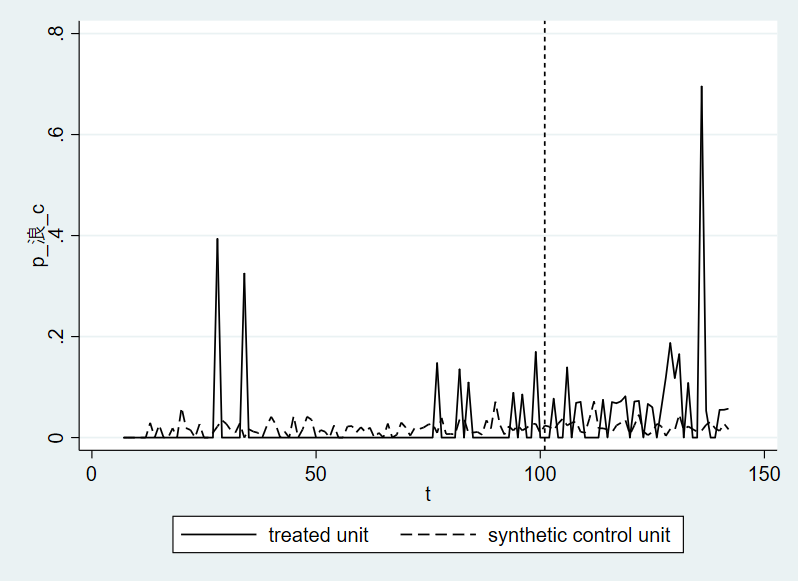 .8
.6
.4
.2
0
p_浪_c
0
50
100
150
t
treated unit
synthetic control unit